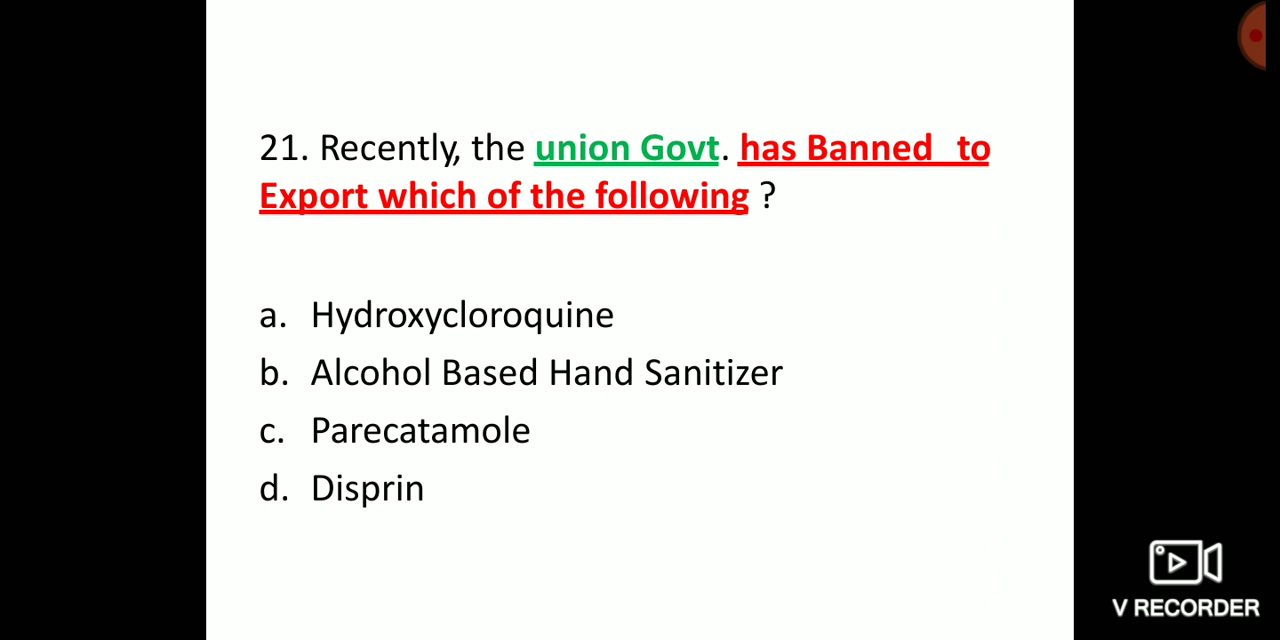 21. Recently, the union Govt. has Banned to
Export which of the following ?
a. Hydroxycloroquine
b. Alcohol Based Hand Sanitizer
c. Parecatamole
d. Disprin
V RECORDER